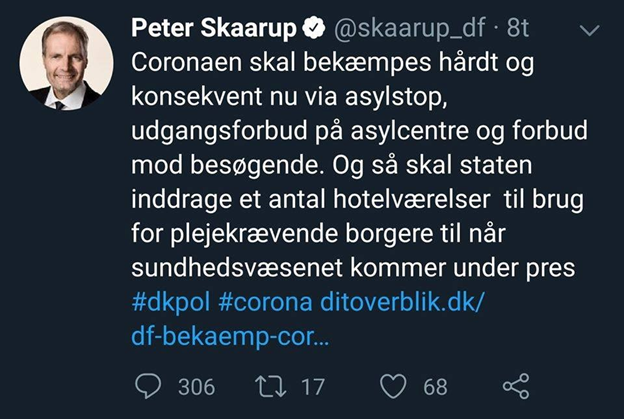 Peter Skaarup @skaarup_df · 8t
Coronaen skal bekæmpes hårdt og
konsekvent nu via asylstop,
udgangsforbud på asylcentre og forbud
mod besøgende. Og så skal staten
inddrage et antal hotelværelser  til brug
for plejekrævende borgere til når
sundhedsvæsenet kommer under pres
#dkpol #corona ditoverblik.dk/
df-bekaemp-cor...
306 17 68